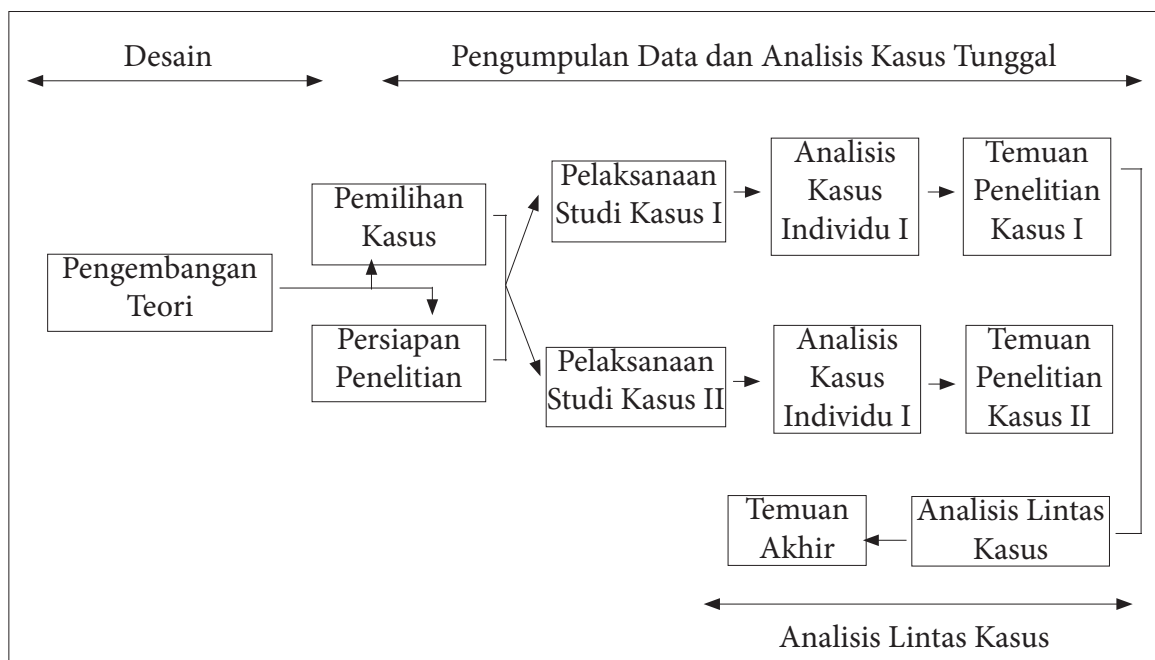 Desain
Pengumpulan Data dan Analisis Kasus Tunggal
Pengembangan
Teori
Pemilihan
Kasus
Persiapan
Penelitian
Pelaksanaan
Studi Kasus I
Analisis
Kasus
Individu I
Temuan
Penelitian
Kasus I
Pelaksanaan
Studi Kasus II
Analisis
Kasus
Individu I
Temuan
Penelitian
Kasus II
Temuan
Akhir
Analisis Lintas
Kasus
Analisis Lintas Kasus